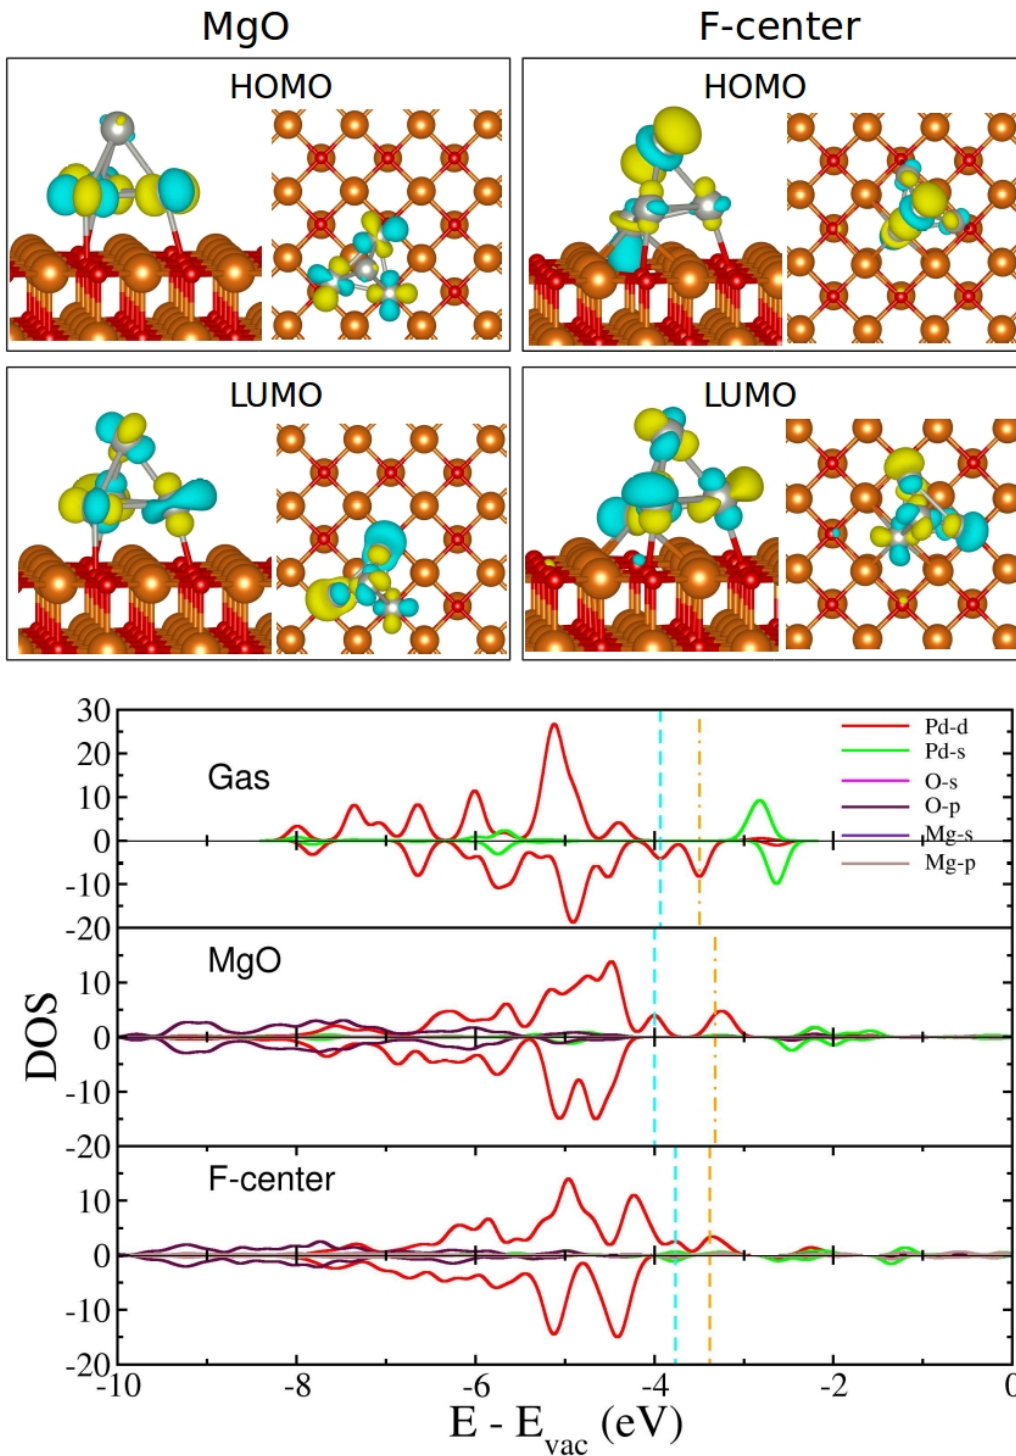 MgO
F-center
HOMO
HOMO
LUMO
LUMO
30
20
10
0
-10
-20
Gas
Pd-d
Pd-s
O-s
O-p
Mg-s
Mg-p
MgO
10
0
-10
-20
F-center
10
0
-10
-20
DOS
-10
-8
-6
-4
-2
0
E - Evac (eV)